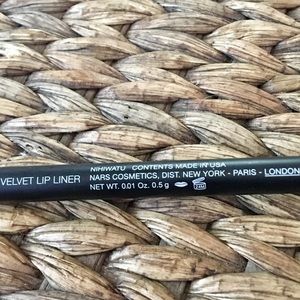 VELVET LIP LINER
NIHIWATU CONTENTS MADE IN USA
NARS COSMETICS, DIST. NEW YORK - PARIS - LONDON
NET WT. 0.01 Oz. 0.5 g